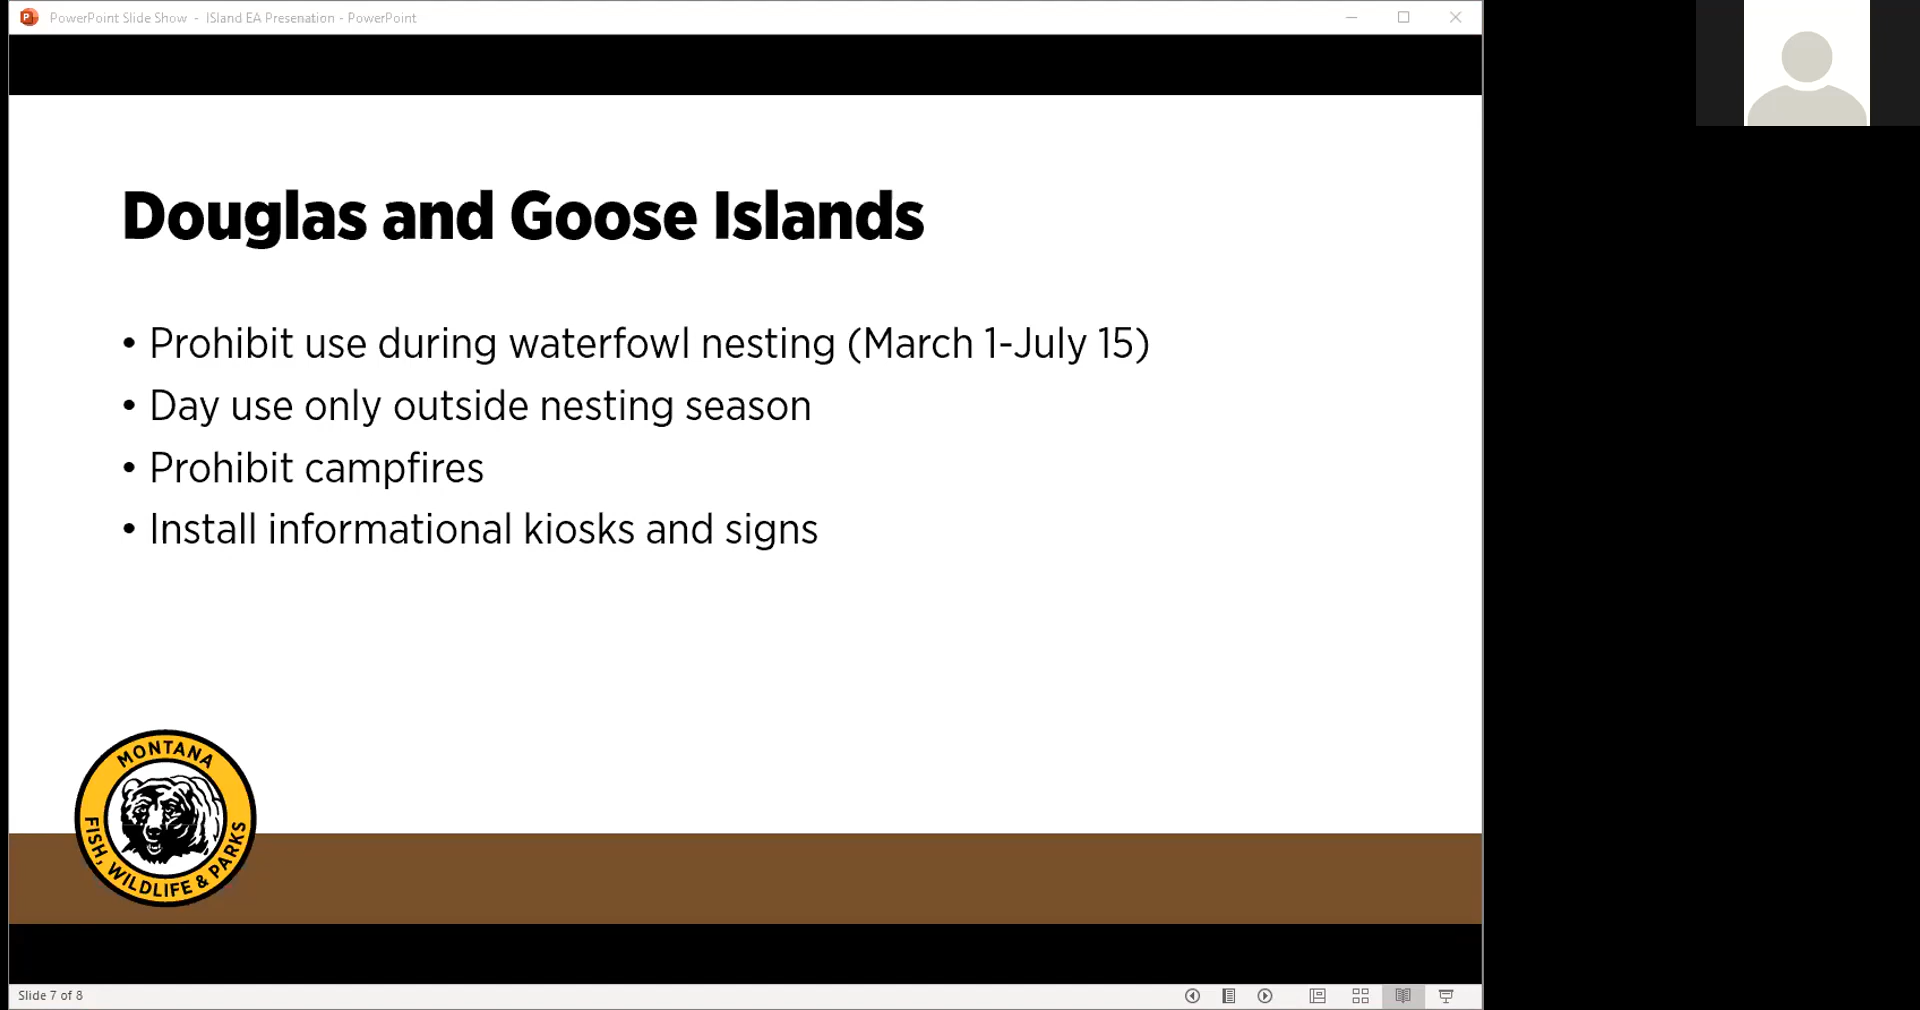 PowerPoint Slide Show - ISland EA Presenation - PowerPoint
Douglas and Goose Islands
• Prohibit use during waterfowl nesting (March 1-July 15)
• Day use only outside nesting season
• Prohibit campfires
• Install informational kiosks and signs
MONTANA
FISH, WILDLIFE & PARKS
Slide 7 of 8